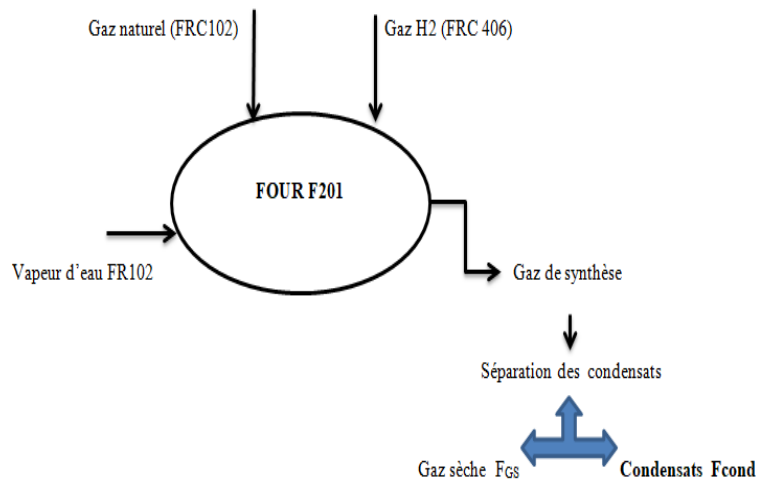 Gaz naturel (FRC102)
Gaz H2 (FRC 406)
FOUR F201
Vapeur d’eau FR102
Gaz de synthèse
Séparation des condensats
Gaz sèche FGS
Condensats Fcond